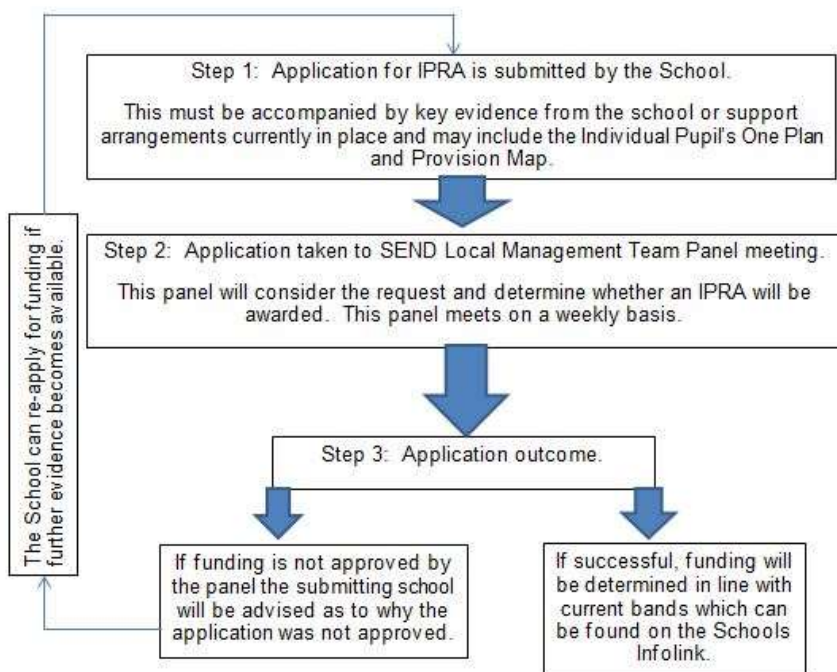 Step 1: Application for IPRA is submitted by the School.
This must be accompanied by key evidence from the school or support
arrangements currently in place and may include the Individual Pupil's One Plan
and Provision Map.
Step 2: Application taken to SEND Local Management Team Panel meeting.
This panel will consider the request and determine whether an IPRA will be
awarded. This panel meets on a weekly basis.
Step 3: Application outcome.
If funding is not approved by
the panel the submitting school
will be advised as to why the
application was not approved.
If successful, funding will
be determined in line with
current bands which can
be found on the Schools
Infolink.
The School can re-apply for funding if
further evidence becomes available.